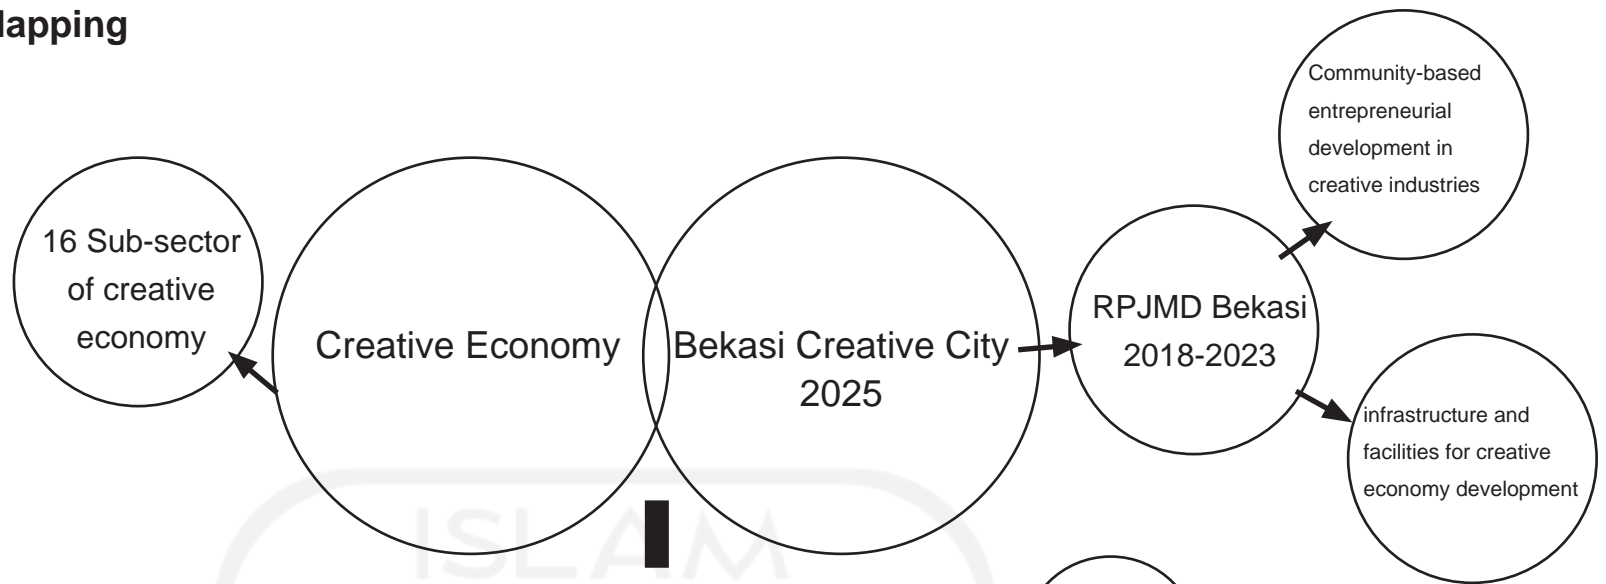 lapping
16 Sub-sector
of creative
economy
Creative Economy
Bekasi Creative City
2025
RPJMD Bekasi
2018-2023
Community-based
entrepreneurial
development in
creative industries
infrastructure and
facilities for creative
economy development
ISLAM